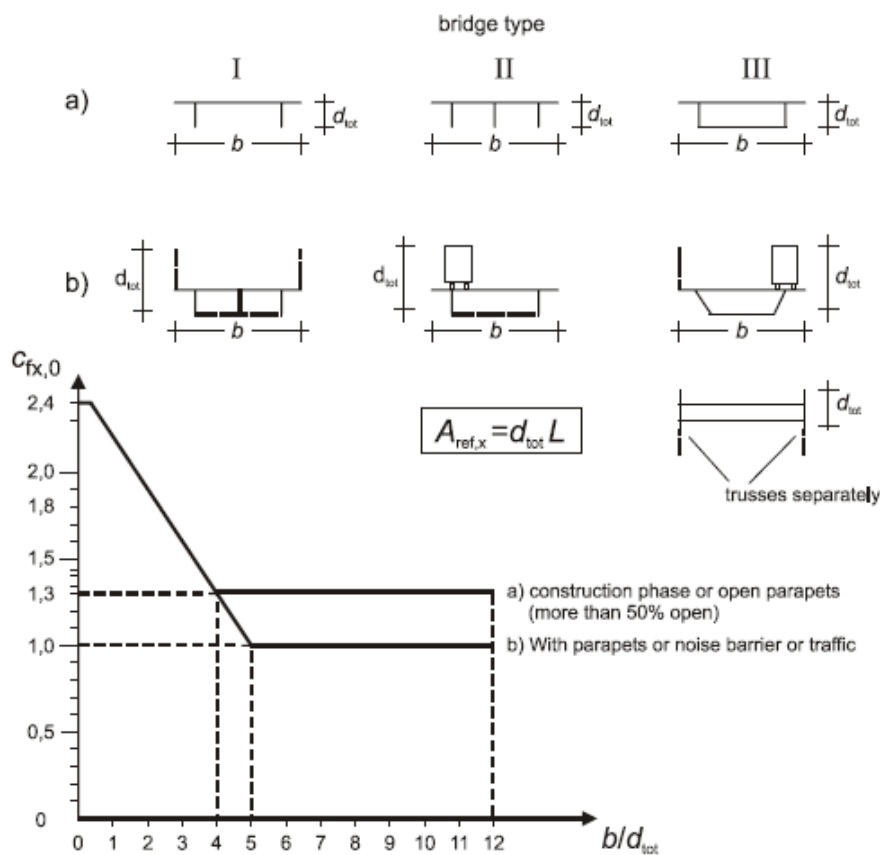 bridge type
I II III
a)
d_tot d_tot d_tot
b b b
b)
d_tot d_tot d_tot
b b b
c_fx,0
2,4
A_ref,x = d_tot L
d_tot
2,0
trusses separately
1,8
1,5
1,3
a) construction phase or open parapets
(more than 50% open)
1,0
b) With parapets or noise barrier or traffic
0,5
0
0 1 2 3 4 5 6 7 8 9 10 11 12 b/d_tot